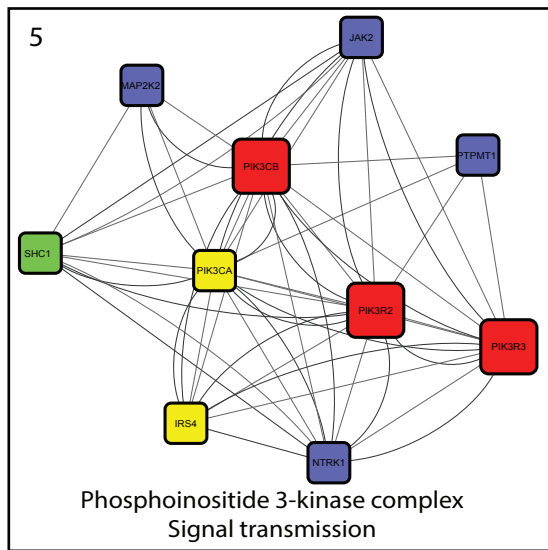 5
JAK2
MAP2K2
PIK3CB
PTPMT1
SHC1
PIK3CA
PIK3R2
PIK3R3
IRS4
NTRK1
Phosphoinositide 3-kinase complex
Signal transmission